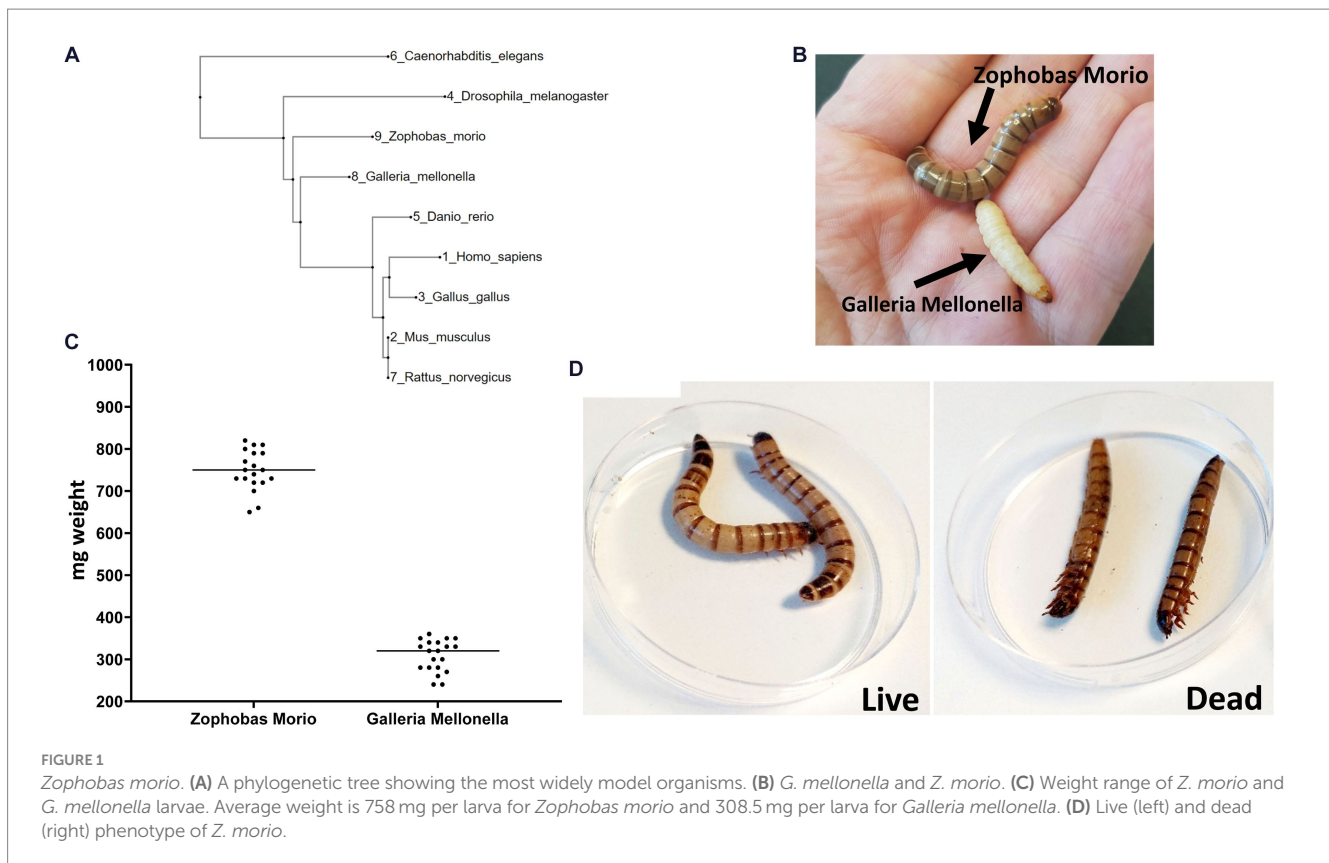 A
6_Caenorhabditis_elegans
4_Drosophila_melanogaster
9_Zophobas_morio
8_Galleria_mellonella
5_Danio_rerio
1_Homo_sapiens
3_Gallus_gallus
2_Mus_musculus
7_Rattus_norvegicus
B
Zophobas Morio
Galleria Mellonella
C
mg weight
1000
900
800
700
600
500
400
300
200
Zophobas Morio
Galleria Mellonella
D
Live
Dead
FIGURE 1
Zophobas morio. (A) A phylogenetic tree showing the most widely model organisms. (B) G. mellonella and Z. morio. (C) Weight range of Z. morio and
G. mellonella larvae. Average weight is 758 mg per larva for Zophobas morio and 308.5 mg per larva for Galleria mellonella. (D) Live (left) and dead
(right) phenotype of Z. morio.